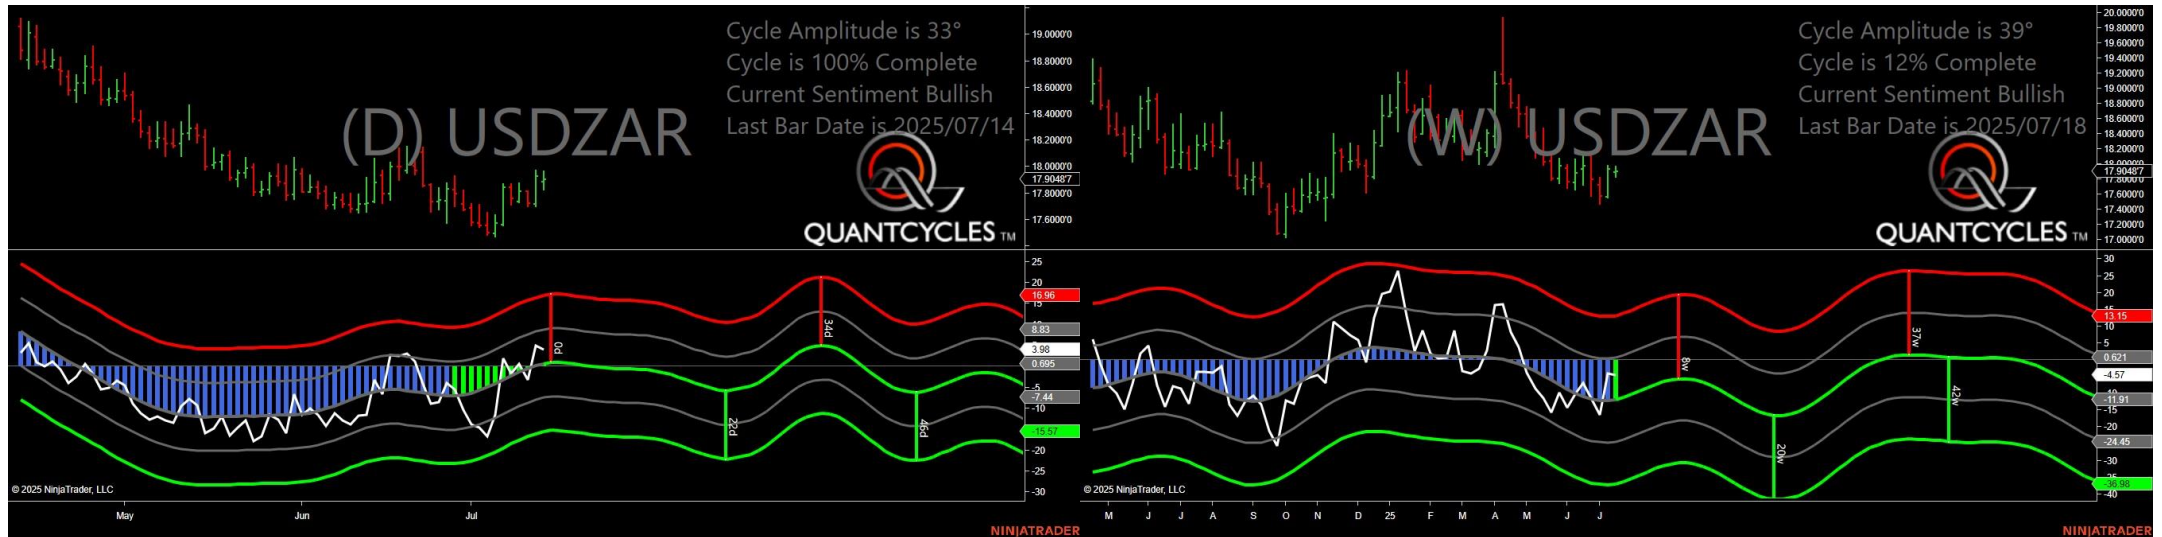 Cycle Amplitude is 33°
Cycle is 100% Complete
Current Sentiment Bullish
Last Bar Date is 2025/07/14
(D) USDZAR
QUANTCYCLES TM
19.0000'0
18.8000'0
18.6000'0
18.4000'0
18.2000'0
18.0000'0
17.9048'7
17.8000'0
17.6000'0
25
20
16.96
15
8.83
3.98
0.695
-5
-7.44
-10
-15.57
-20
-25
-30
0d
34d
22d
46d
© 2025 NinjaTrader, LLC
May
Jun
Jul
NINJATRADER
Cycle Amplitude is 39°
Cycle is 12% Complete
Current Sentiment Bullish
Last Bar Date is 2025/07/18
(W) USDZAR
QUANTCYCLES TM
20.0000'0
19.8000'0
19.6000'0
19.4000'0
19.2000'0
19.0000'0
18.8000'0
18.6000'0
18.4000'0
18.2000'0
18.0000'0
17.9048'7
17.8000'0
17.6000'0
17.4000'0
17.2000'0
17.0000'0
30
25
20
13.15
10
5
0.621
-4.57
-11.91
-15
-20
-24.45
-30
-36.98
-40
8w
37w
20w
42w
© 2025 NinjaTrader, LLC
M
J
J
A
S
O
N
D
25
F
M
A
M
J
J
NINJATRADER